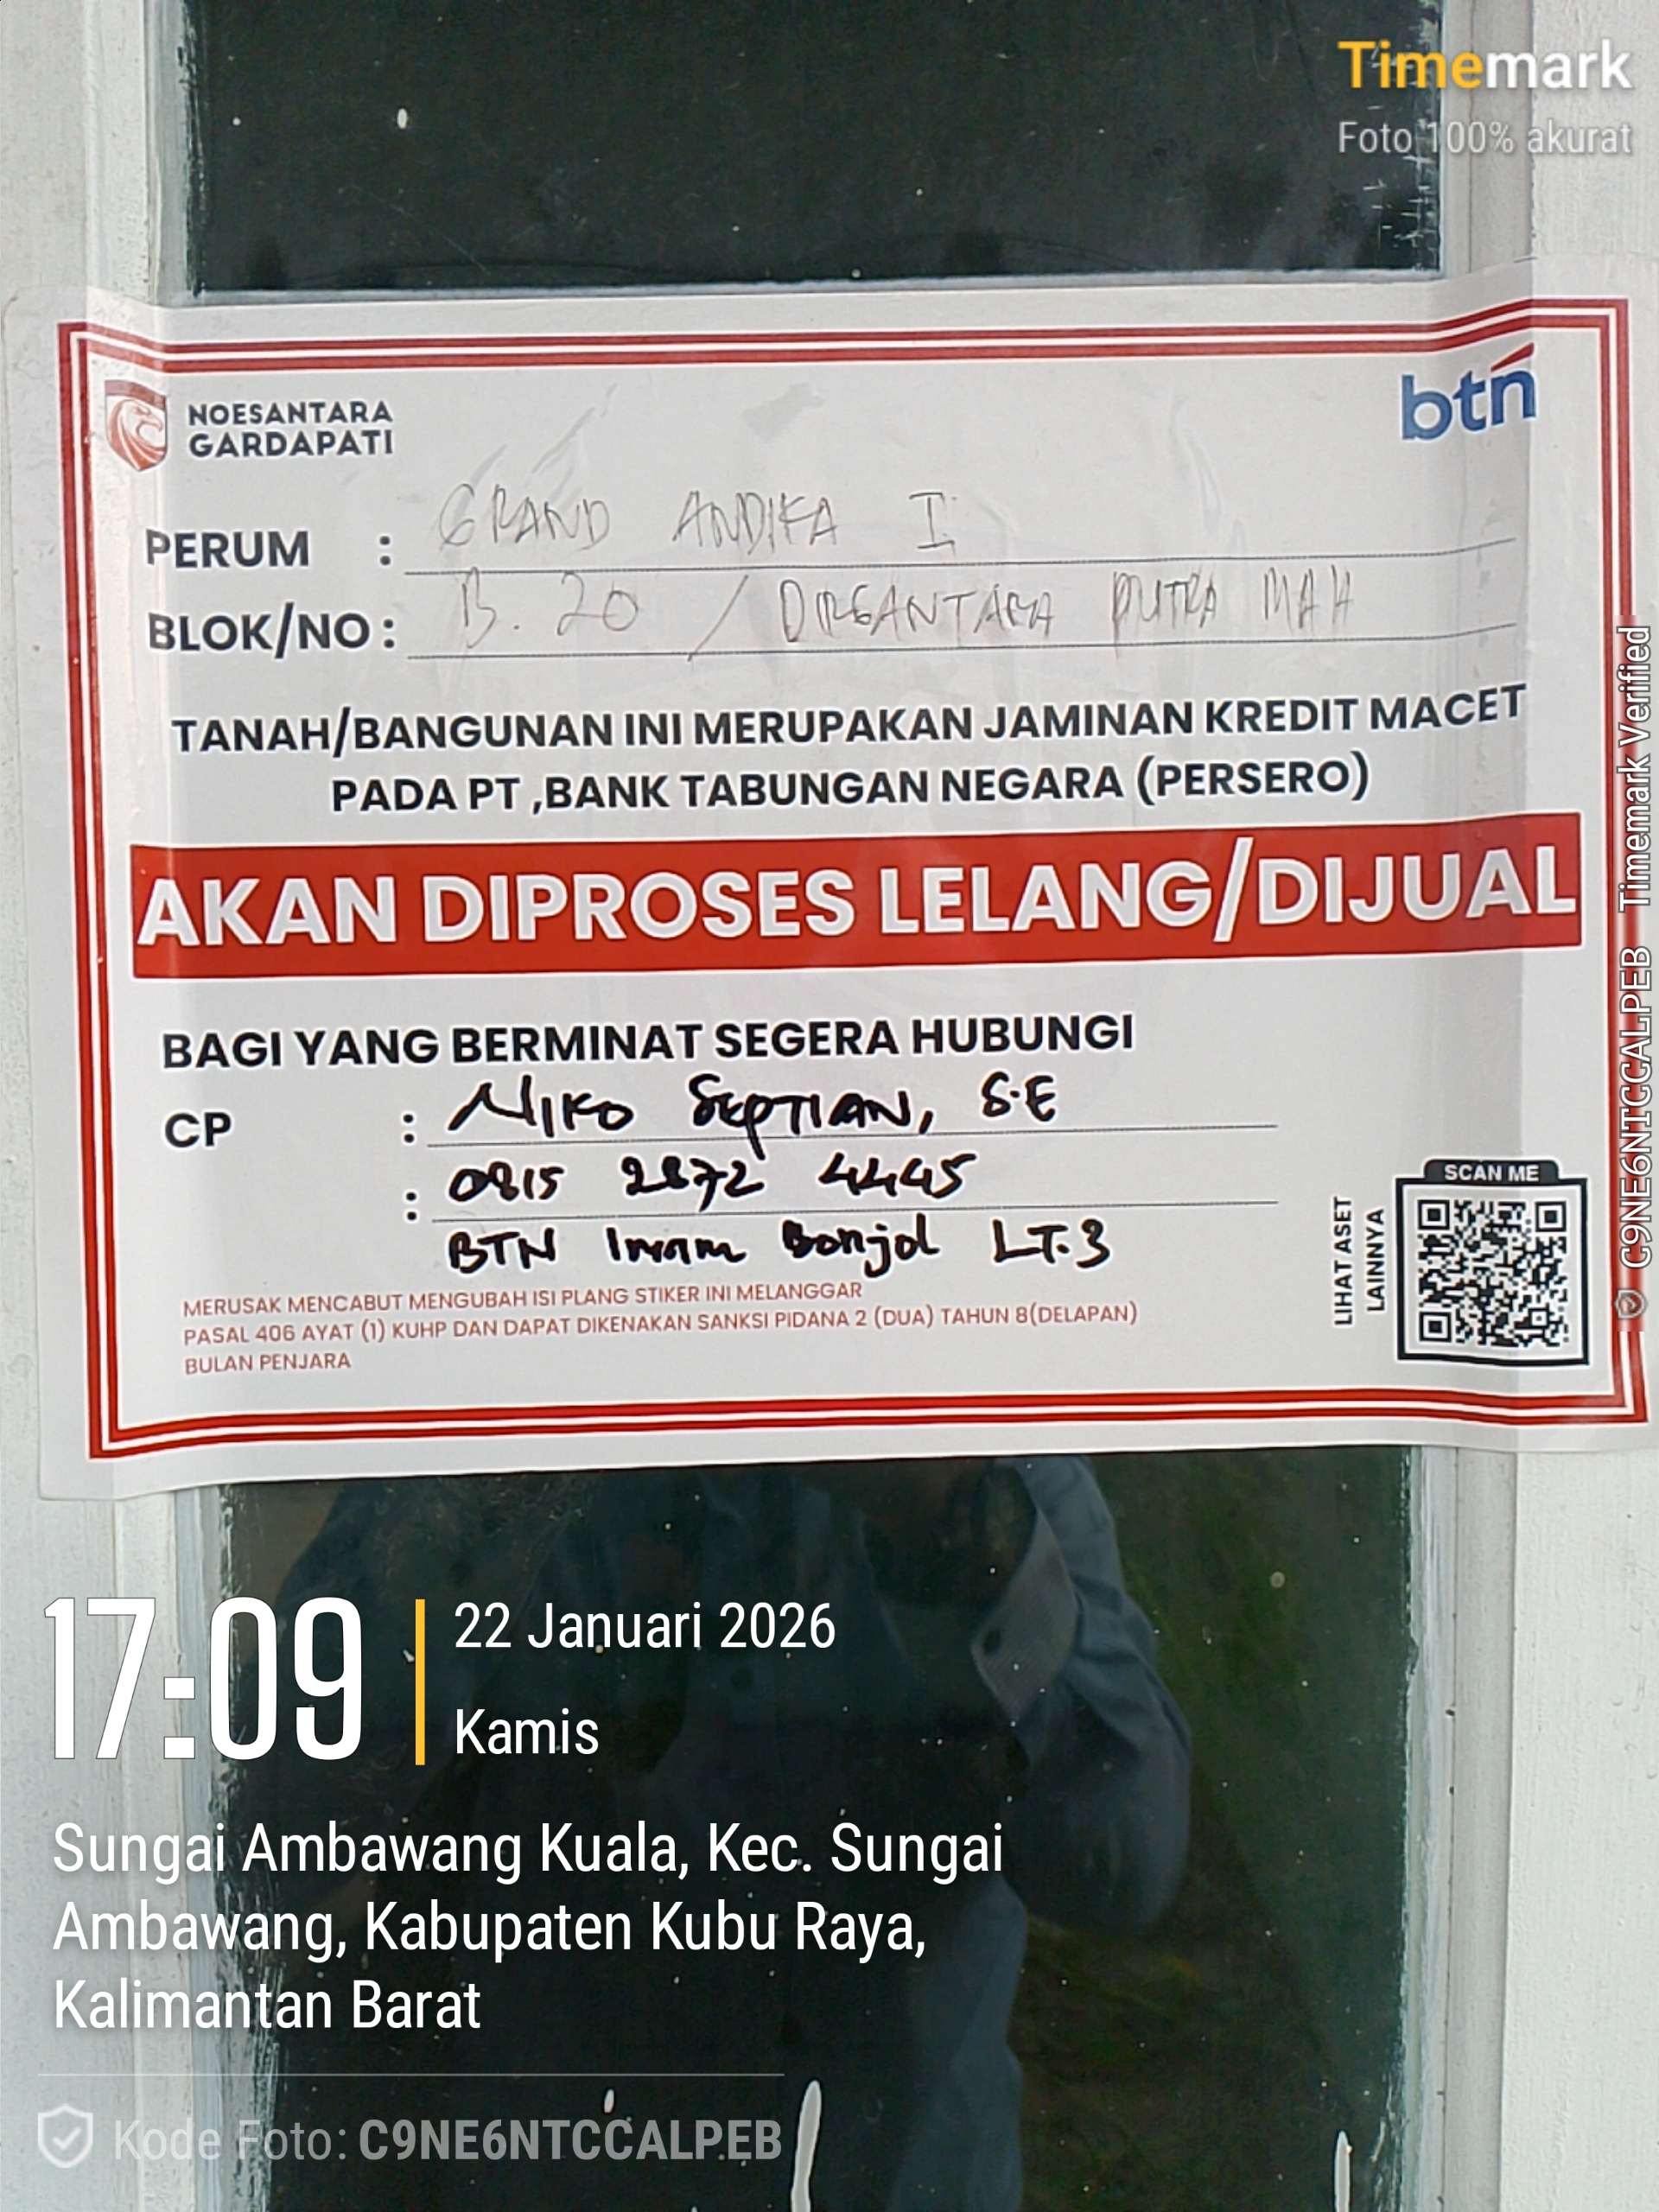 Timemark
Foto 100% akurat
NOESANTARA
GARDAPATI
btn
PERUM : GRAND ANDIKA I
BLOK/NO : B. 20 / DIRGANTARA PUTRA MAH
TANAH/BANGUNAN INI MERUPAKAN JAMINAN KREDIT MACET
PADA PT ,BANK TABUNGAN NEGARA (PERSERO)
AKAN DIPROSES LELANG/DIJUAL
BAGI YANG BERMINAT SEGERA HUBUNGI
CP : NIKO SEPTIAN, S.E
: 0815 2872 4445
BTN Imam Bonjol LT.3
MERUSAK MENCABUT MENGUBAH ISI PLANG STIKER INI MELANGGAR
PASAL 406 AYAT (1) KUHP DAN DAPAT DIKENAKAN SANKSI PIDANA 2 (DUA) TAHUN 8(DELAPAN)
BULAN PENJARA
LIHAT ASET
LAINNYA
SCAN ME
C9NE6NTCCALPEB Timemark Verified
17:09
22 Januari 2026
Kamis
Sungai Ambawang Kuala, Kec. Sungai
Ambawang, Kabupaten Kubu Raya,
Kalimantan Barat
Kode Foto: C9NE6NTCCALPEB